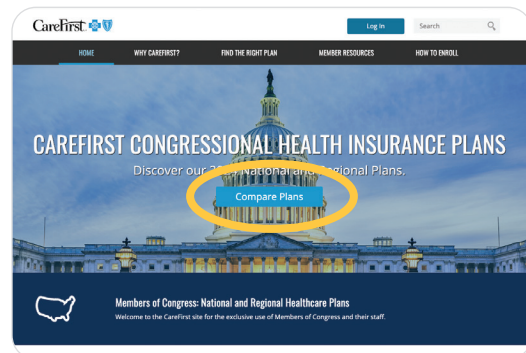 CareFirst
Log In
Search
HOME
WHY CAREFIRST?
FIND THE RIGHT PLAN
MEMBER RESOURCES
HOW TO ENROLL
CAREFIRST CONGRESSIONAL HEALTH INSURANCE PLANS
Discover our National and Regional Plans.
Compare Plans
Members of Congress: National and Regional Healthcare Plans
Welcome to the CareFirst site for the exclusive use of Members of Congress and their staff.